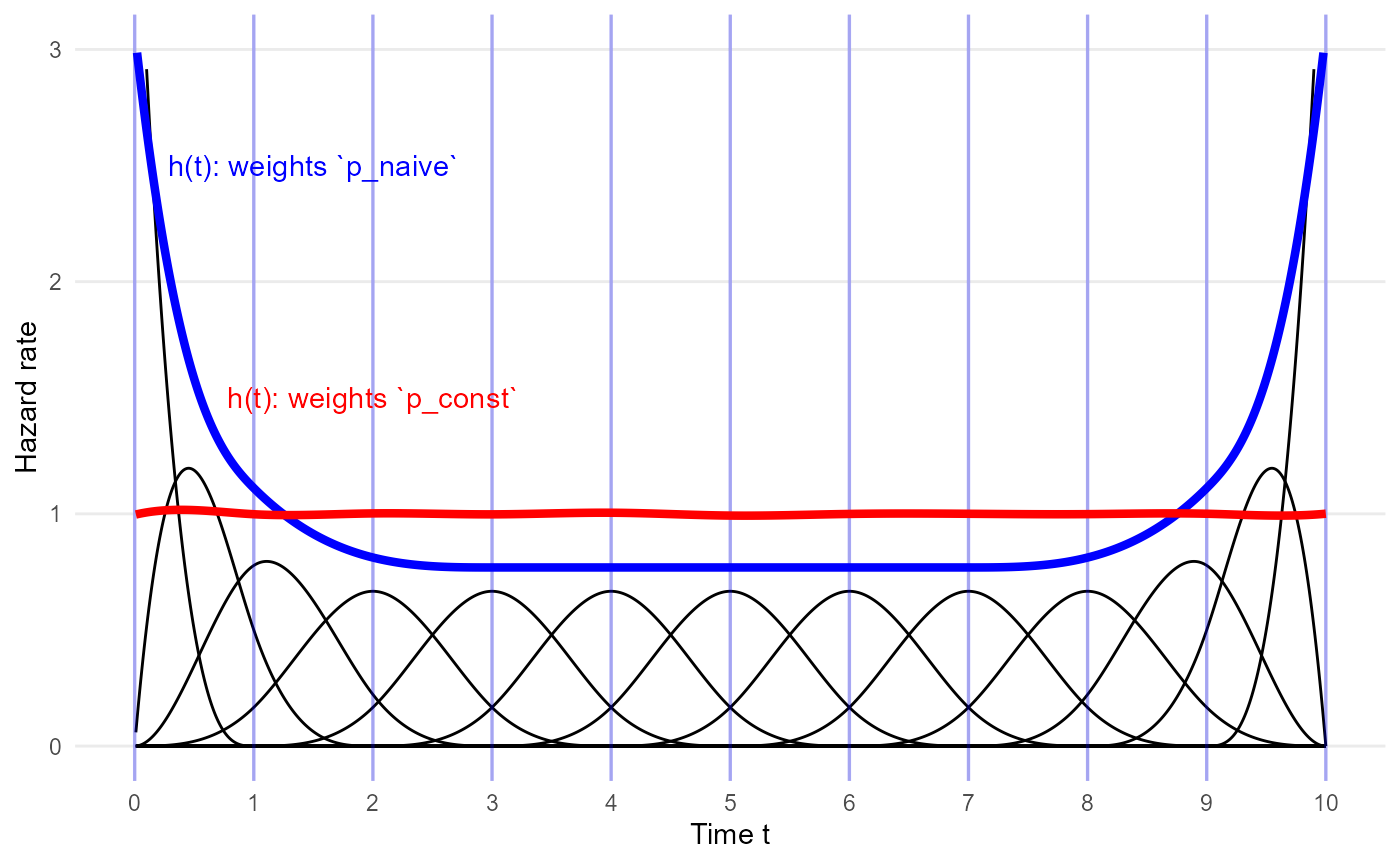 3
h(t): weights `p_naive`
2
Hazard rate
h(t): weights `p_const`
1
0
0 1 2 3 4 5 6 7 8 9 10
Time t